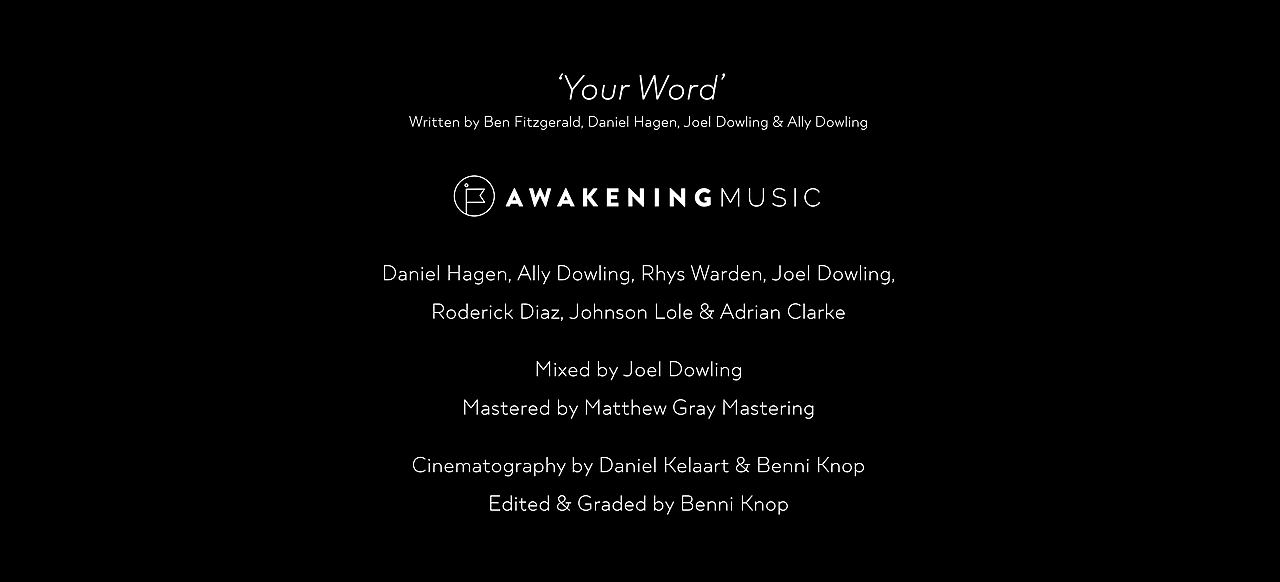 ‘Your Word’
Written by Ben Fitzgerald, Daniel Hagen, Joel Dowling & Ally Dowling
AWAKENING MUSIC
Daniel Hagen, Ally Dowling, Rhys Warden, Joel Dowling,
Roderick Diaz, Johnson Lole & Adrian Clarke
Mixed by Joel Dowling
Mastered by Matthew Gray Mastering
Cinematography by Daniel Kelaart & Benni Knop
Edited & Graded by Benni Knop